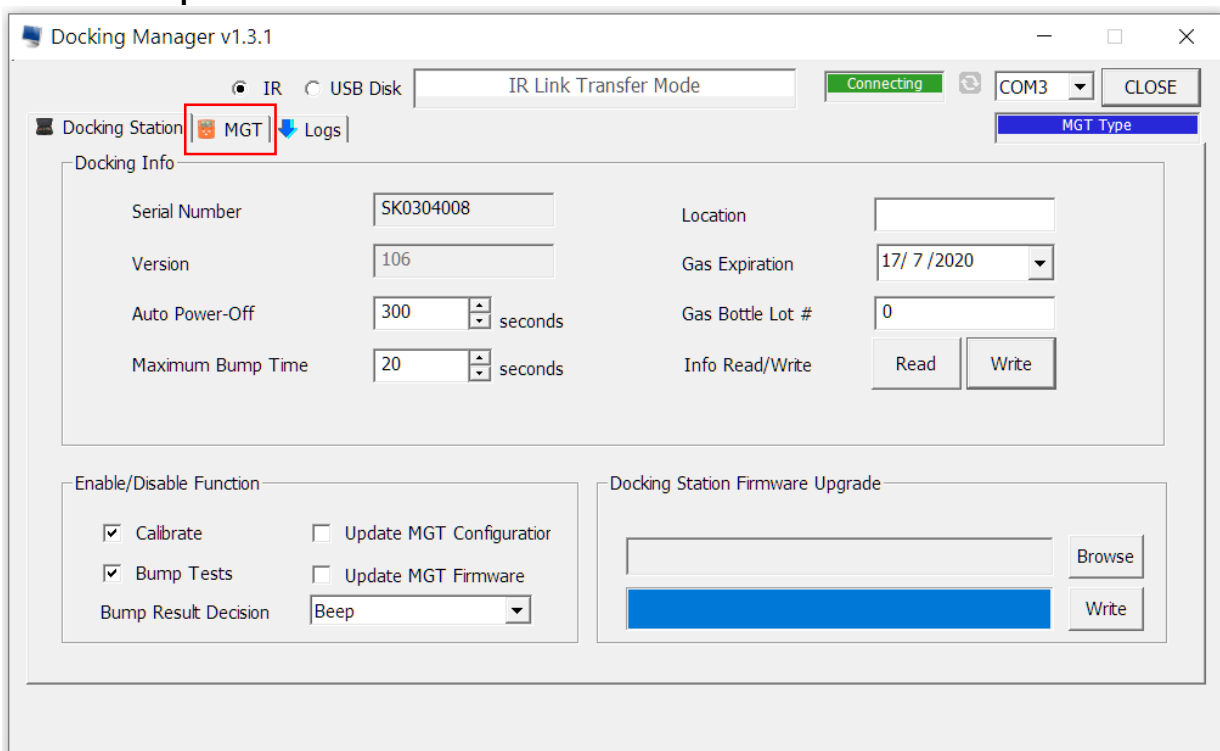 Docking Manager v1.3.1
IR USB Disk IR Link Transfer Mode Connecting COM3 CLOSE
Docking Station MGT Logs MGT Type
Docking Info
Serial Number SK0304008 Location
Version 106 Gas Expiration 17/ 7 /2020
Auto Power-Off 300 seconds Gas Bottle Lot # 0
Maximum Bump Time 20 seconds Info Read/Write Read Write
Enable/Disable Function Docking Station Firmware Upgrade
Calibrate Update MGT Configuration
Browse
Bump Tests Update MGT Firmware
Bump Result Decision Beep Write